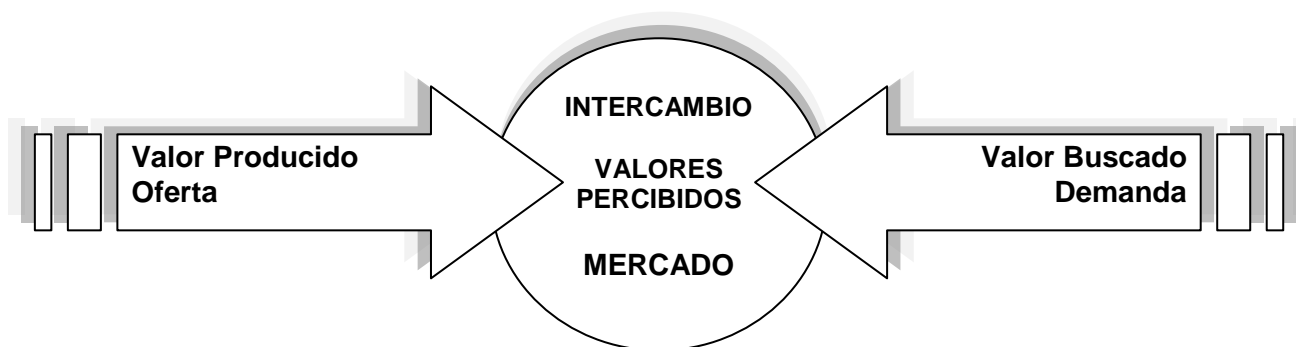 Valor Producido
Oferta
INTERCAMBIO
VALORES
PERCIBIDOS
MERCADO
Valor Buscado
Demanda